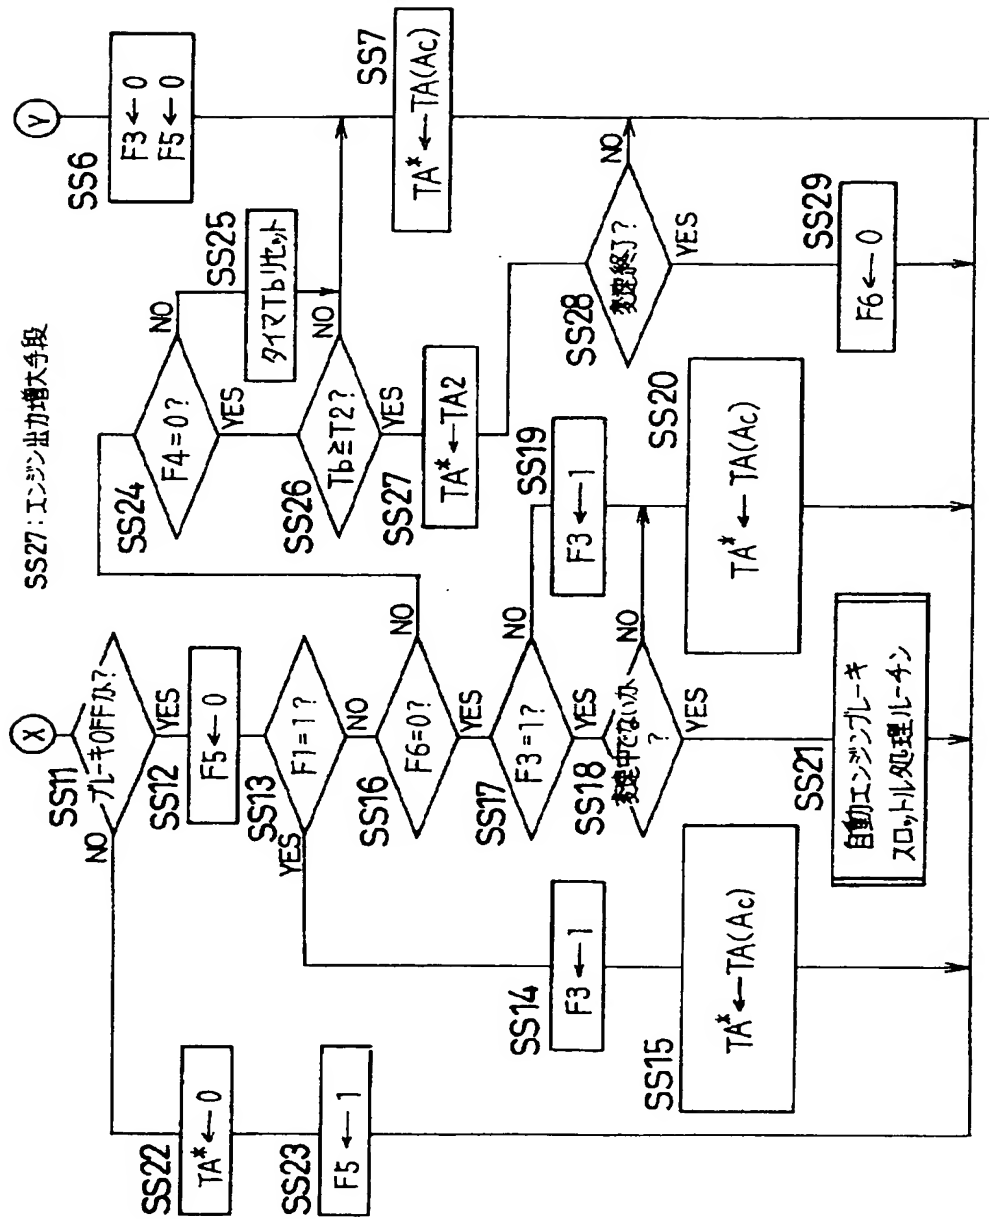 SS27：エンジン出力増大手段
X
SS11
ブレーキOFFか?
NO
YES
SS12
F5←0
SS13
F1=1?
YES
NO
SS14
F3←1
SS15
TA*←TA(Ac)
SS16
F6=0?
NO
YES
SS17
F3=1?
NO
YES
SS18
変速中でないか
?
NO
YES
SS19
F3←1
SS20
TA*←TA(Ac)
SS21
自動エンジンブレーキ
スロットル処理ルーチン
SS22
TA*←0
SS23
F5←1
SS24
F4=0?
NO
YES
SS25
タイマTbリセット
SS26
Tb≧T2?
NO
YES
SS27
TA*←TA2
SS28
変速終了?
NO
YES
SS29
F6←0
Y
SS6
F3←0
F5←0
SS7
TA*←TA(Ac)